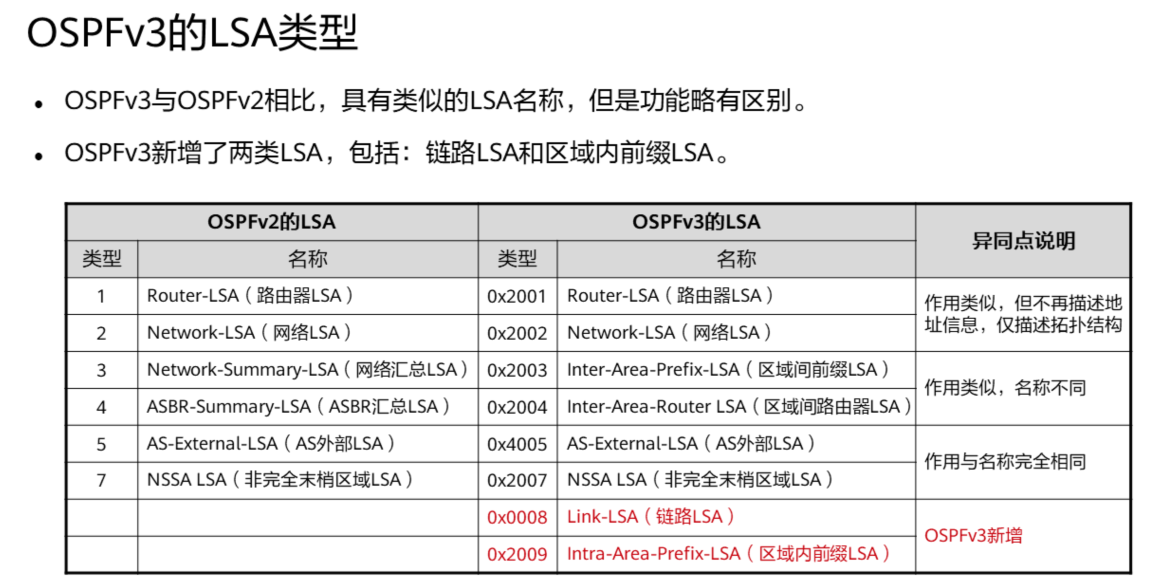 OSPFv3的LSA类型
• OSPFv3与OSPFv2相比，具有类似的LSA名称，但是功能略有区别。
• OSPFv3新增了两类LSA，包括：链路LSA和区域内前缀LSA。
OSPFv2的LSA OSPFv3的LSA 异同点说明
类型 名称 类型 名称
1 Router-LSA（路由器LSA） 0x2001 Router-LSA（路由器LSA） 作用类似，但不再描述地
址信息，仅描述拓扑结构
2 Network-LSA（网络LSA） 0x2002 Network-LSA（网络LSA）
3 Network-Summary-LSA（网络汇总LSA） 0x2003 Inter-Area-Prefix-LSA（区域间前缀LSA） 作用类似，名称不同
4 ASBR-Summary-LSA（ASBR汇总LSA） 0x2004 Inter-Area-Router LSA（区域间路由器LSA）
5 AS-External-LSA（AS外部LSA） 0x4005 AS-External-LSA（AS外部LSA） 作用与名称完全相同
7 NSSA LSA（非完全末梢区域LSA） 0x2007 NSSA LSA（非完全末梢区域LSA）
0x0008 Link-LSA（链路LSA） OSPFv3新增
0x2009 Intra-Area-Prefix-LSA（区域内前缀LSA）